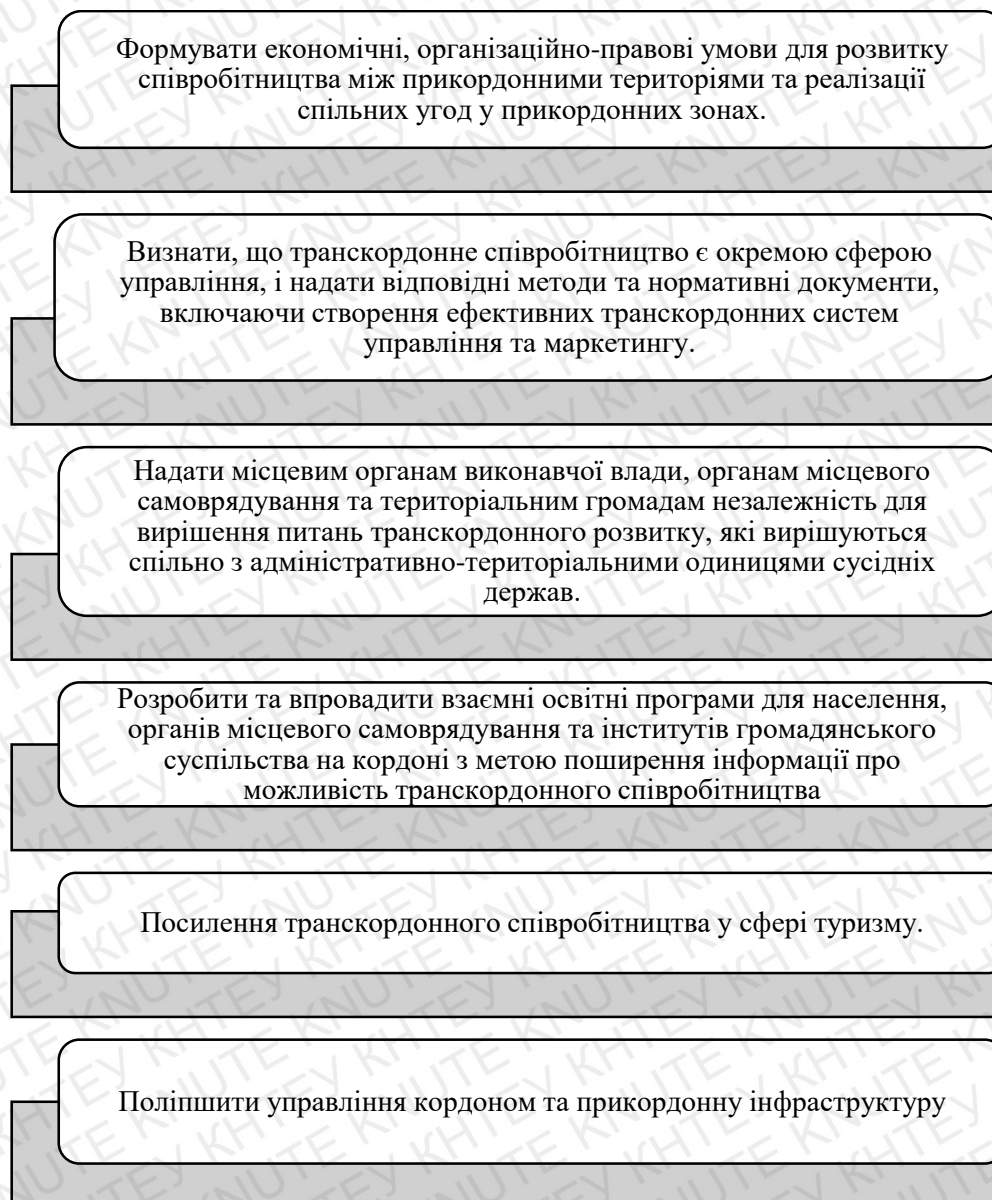 Формувати економічні, організаційно-правові умови для розвитку
співробітництва між прикордонними територіями та реалізації
спільних угод у прикордонних зонах.
Визнати, що транскордонне співробітництво є окремою сферою
управління, і надати відповідні методи та нормативні документи,
включаючи створення ефективних транскордонних систем
управління та маркетингу.
Надати місцевим органам виконавчої влади, органам місцевого
самоврядування та територіальним громадам незалежність для
вирішення питань транскордонного розвитку, які вирішуються
спільно з адміністративно-територіальними одиницями сусідніх
держав.
Розробити та впровадити взаємні освітні програми для населення,
органів місцевого самоврядування та інститутів громадянського
суспільства на кордоні з метою поширення інформації про
можливість транскордонного співробітництва
Посилення транскордонного співробітництва у сфері туризму.
Поліпшити управління кордоном та прикордонну інфраструктуру